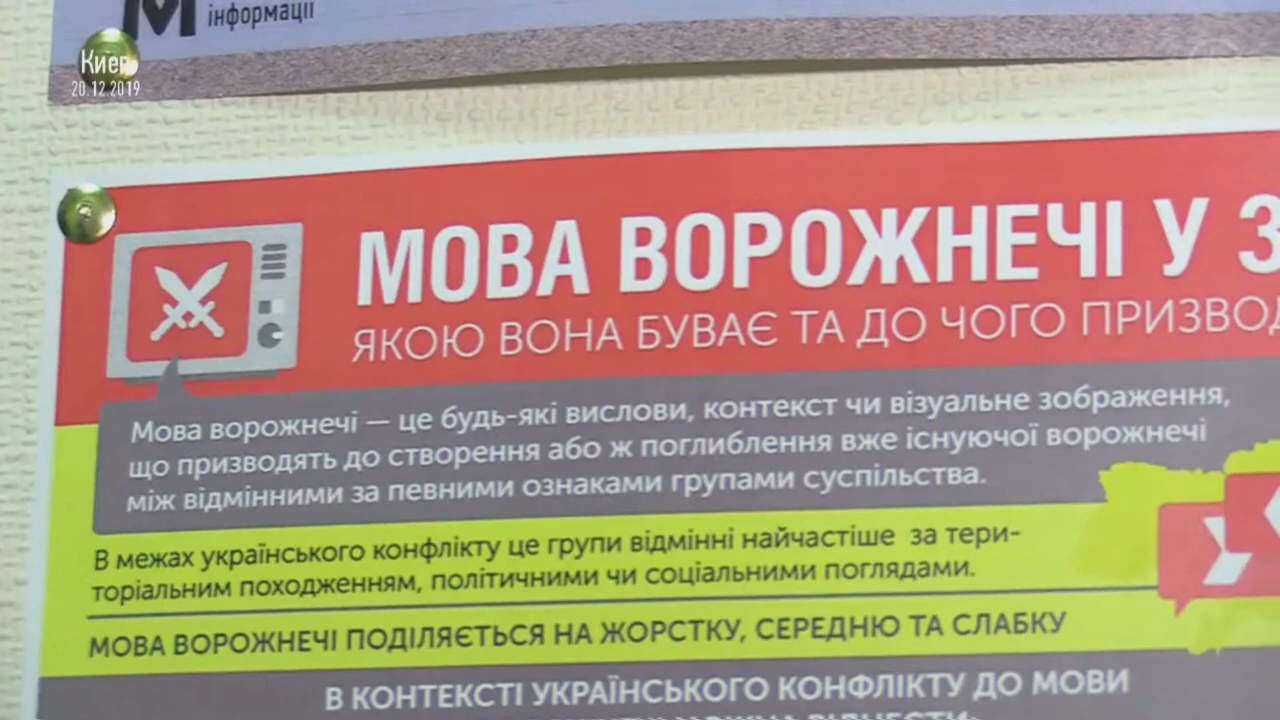 інформації
Киев
20.12.2019
МОВА ВОРОЖНЕЧІ У З
ЯКОЮ ВОНА БУВАЄ ТА ДО ЧОГО ПРИЗВОД
Мова ворожнечі — це будь-які вислови, контекст чи візуальне зображення,
що призводять до створення або ж поглиблення вже існуючої ворожнечі
між відмінними за певними ознаками групами суспільства.
В межах українського конфлікту це групи відмінні найчастіше за тери-
торіальним походженням, політичними чи соціальними поглядами.
МОВА ВОРОЖНЕЧІ ПОДІЛЯЄТЬСЯ НА ЖОРСТКУ, СЕРЕДНЮ ТА СЛАБКУ
В КОНТЕКСТІ УКРАЇНСЬКОГО КОНФЛІКТУ ДО МОВИ